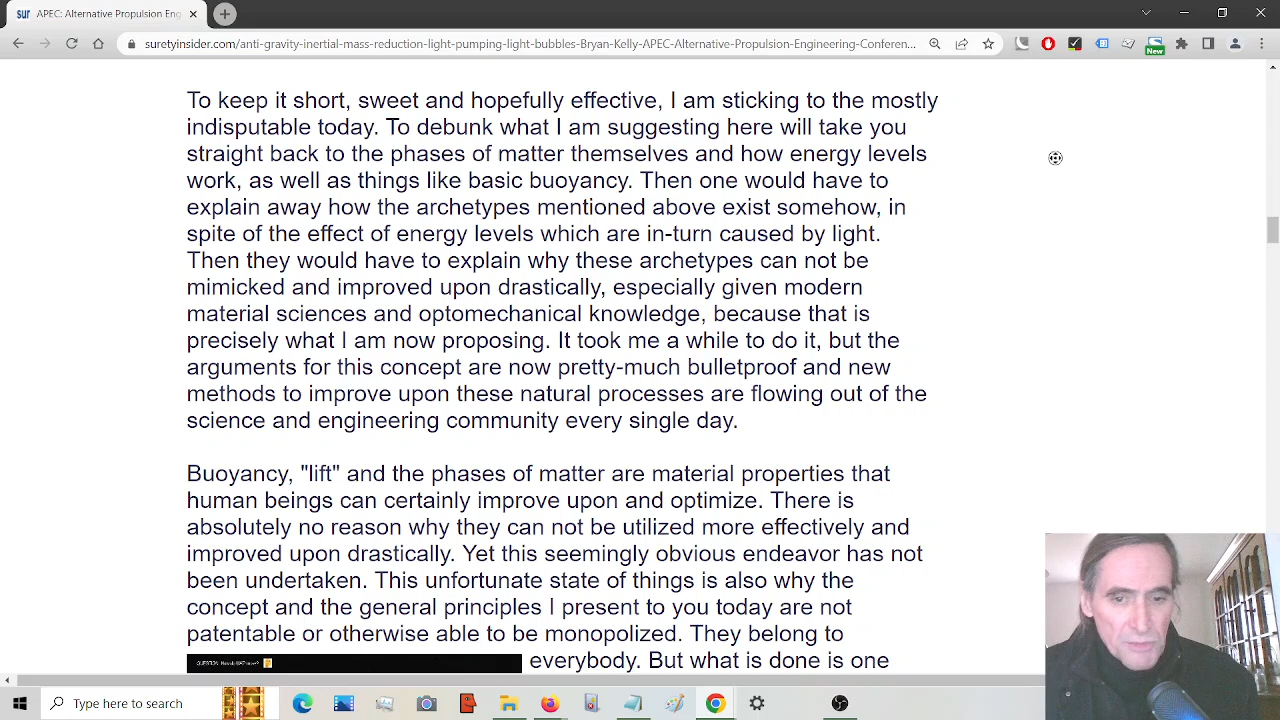 sur APEC: Alternative Propulsion Eng
suretyinsider.com/anti-gravity-inertial-mass-reduction-light-pumping-light-bubbles-Bryan-Kelly-APEC-Alternative-Propulsion-Engineering-Conferen...
New
To keep it short, sweet and hopefully effective, I am sticking to the mostly
indisputable today. To debunk what I am suggesting here will take you
straight back to the phases of matter themselves and how energy levels
work, as well as things like basic buoyancy. Then one would have to
explain away how the archetypes mentioned above exist somehow, in
spite of the effect of energy levels which are in-turn caused by light.
Then they would have to explain why these archetypes can not be
mimicked and improved upon drastically, especially given modern
material sciences and optomechanical knowledge, because that is
precisely what I am now proposing. It took me a while to do it, but the
arguments for this concept are now pretty-much bulletproof and new
methods to improve upon these natural processes are flowing out of the
science and engineering community every single day.
Buoyancy, "lift" and the phases of matter are material properties that
human beings can certainly improve upon and optimize. There is
absolutely no reason why they can not be utilized more effectively and
improved upon drastically. Yet this seemingly obvious endeavor has not
been undertaken. This unfortunate state of things is also why the
concept and the general principles I present to you today are not
patentable or otherwise able to be monopolized. They belong to
everybody. But what is done is one
Type here to search